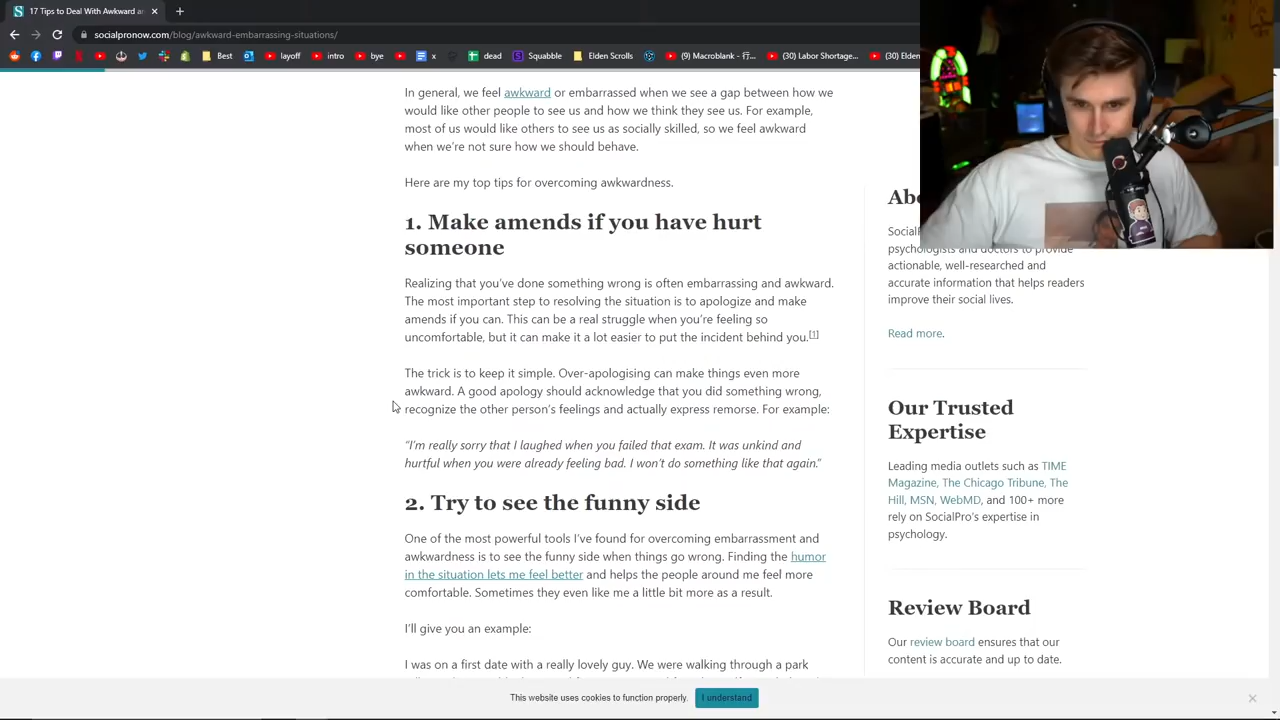 17 Tips to Deal With Awkward and
socialpronow.com/blog/awkward-embarrassing-situations/
Best
layoff
intro
bye
x
dead
Squabble
Elden Scrolls
(9) Macroblank - 行...
(30) Labor Shortage...
(30) Elden
In general, we feel awkward or embarrassed when we see a gap between how we
would like other people to see us and how we think they see us. For example,
most of us would like others to see us as socially skilled, so we feel awkward
when we're not sure how we should behave.
Here are my top tips for overcoming awkwardness.
1. Make amends if you have hurt
someone
Realizing that you've done something wrong is often embarrassing and awkward.
The most important step to resolving the situation is to apologize and make
amends if you can. This can be a real struggle when you're feeling so
uncomfortable, but it can make it a lot easier to put the incident behind you.[1]
The trick is to keep it simple. Over-apologising can make things even more
awkward. A good apology should acknowledge that you did something wrong,
recognize the other person's feelings and actually express remorse. For example:
"I'm really sorry that I laughed when you failed that exam. It was unkind and
hurtful when you were already feeling bad. I won't do something like that again."
2. Try to see the funny side
One of the most powerful tools I've found for overcoming embarrassment and
awkwardness is to see the funny side when things go wrong. Finding the humor
in the situation lets me feel better and helps the people around me feel more
comfortable. Sometimes they even like me a little bit more as a result.
I'll give you an example:
I was on a first date with a really lovely guy. We were walking through a park
psychologists and doctors to provide
actionable, well-researched and
accurate information that helps readers
improve their social lives.
Read more.
Our Trusted
Expertise
Leading media outlets such as TIME
Magazine, The Chicago Tribune, The
Hill, MSN, WebMD, and 100+ more
rely on SocialPro's expertise in
psychology.
Review Board
Our review board ensures that our
content is accurate and up to date.
This website uses cookies to function properly.
I understand